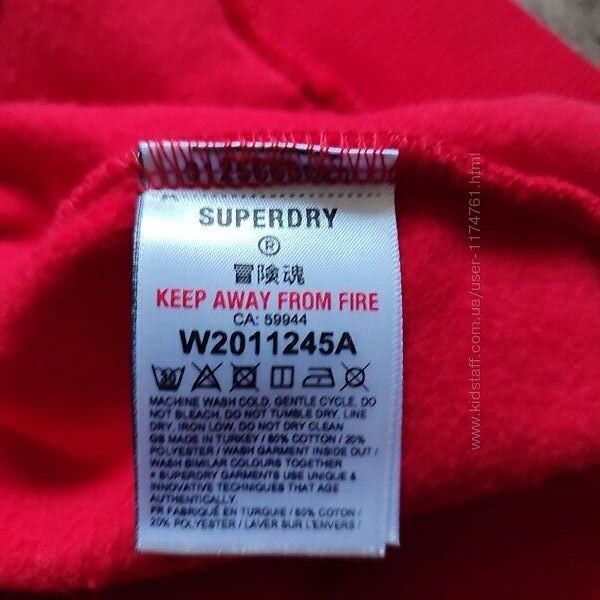 SUPERDRY
®
冒険魂
KEEP AWAY FROM FIRE
CA: 59944
W2011245A
MACHINE WASH COLD, GENTLE CYCLE, DO
NOT BLEACH, DO NOT TUMBLE DRY, LINE
DRY, IRON LOW, DO NOT DRY CLEAN
GB MADE IN TURKEY / 80% COTTON / 20%
POLYESTER / WASH GARMENT INSIDE OUT /
WASH SIMILAR COLOURS TOGETHER
* SUPERDRY GARMENTS USE UNIQUE &
INNOVATIVE TECHNIQUES THAT AGE
AUTHENTICALLY.
FR FABRIQUÉ EN TURQUIE / 80% COTON /
20% POLYESTER / LAVER SUR L'ENVERS /
www.kidstaff.com.ua/user-1174761.html